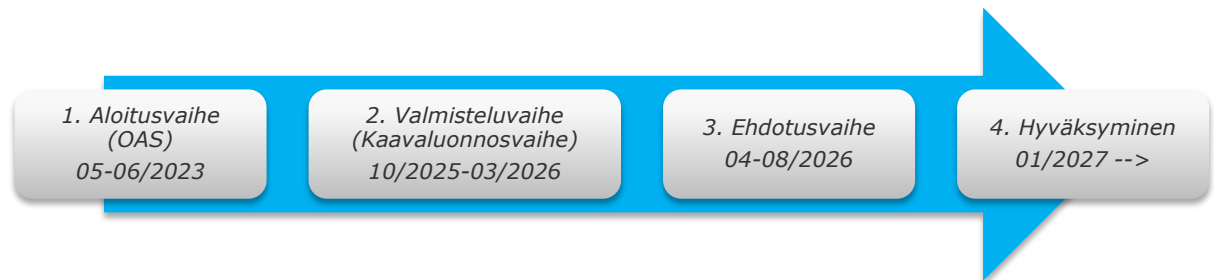 1. Aloitusvaihe
(OAS)
05-06/2023
2. Valmisteluvaihe
(Kaavaluonnosvaihe)
10/2025-03/2026
3. Ehdotusvaihe
04-08/2026
4. Hyväksyminen
01/2027 -->